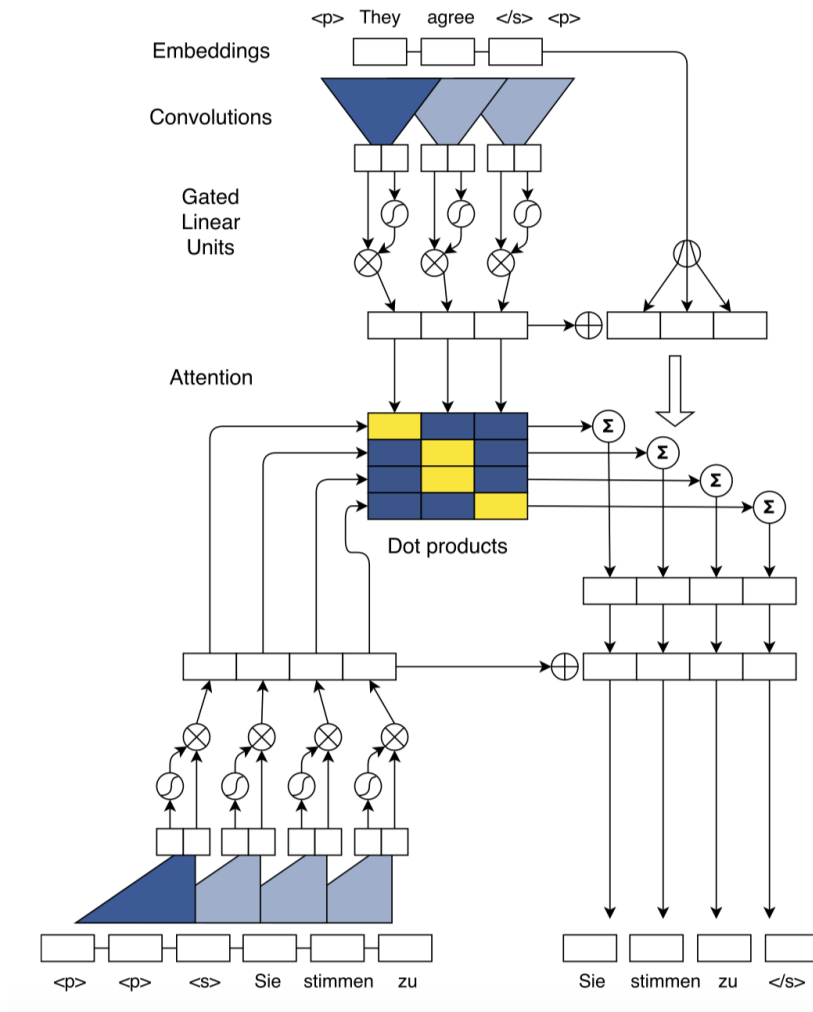 <p> They agree </s> <p>
Embeddings
Convolutions
Gated
Linear
Units
Attention
Σ
Σ
Σ
Σ
Dot products
<p> <p> <s> Sie stimmen zu
Sie stimmen zu </s>